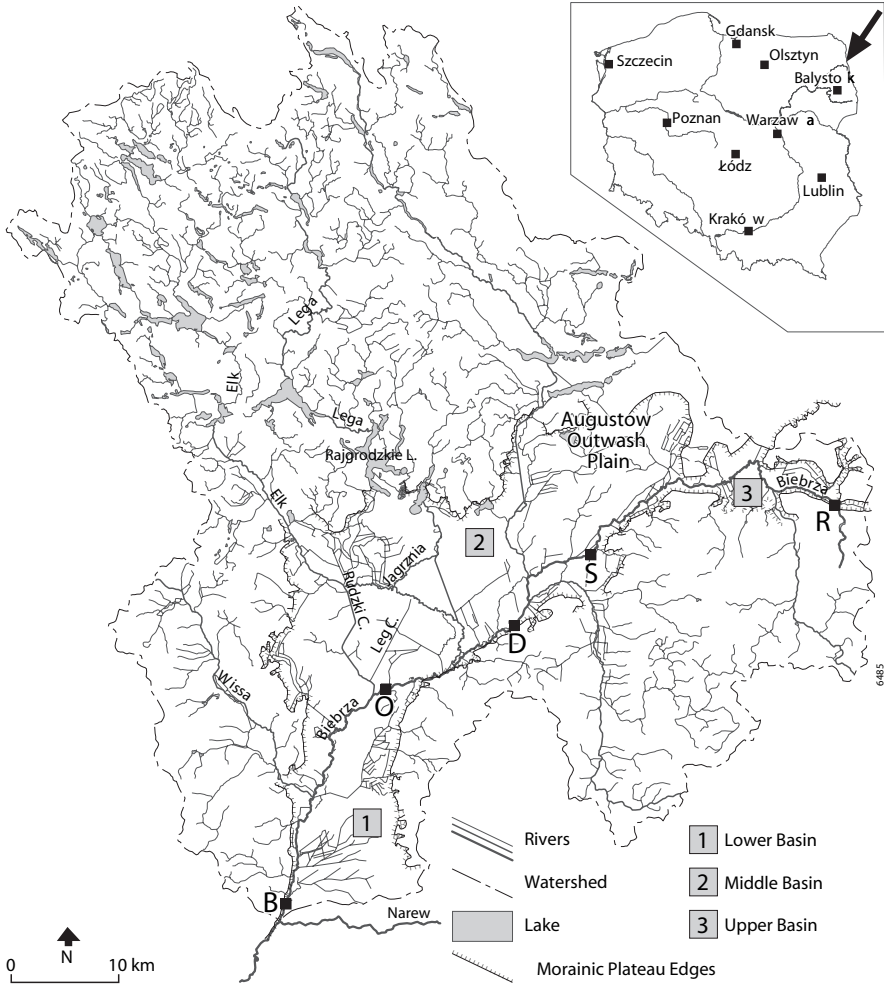 Gdansk
Szczecin
Olsztyn
Balysto k
Poznan
Warzaw a
Łódz
Lublin
Krakó w
Lega
Elk
Lega
Rajgrodzkie L.
Augustow
Outwash
Plain
Elk
3
Biebrza
R
2
Jagrznia
S
Rudzki C.
Leg C.
D
Wissa
O
Biebrza
6485
1
B
Narew
N
0 10 km
Rivers
Watershed
Lake
Morainic Plateau Edges
1 Lower Basin
2 Middle Basin
3 Upper Basin